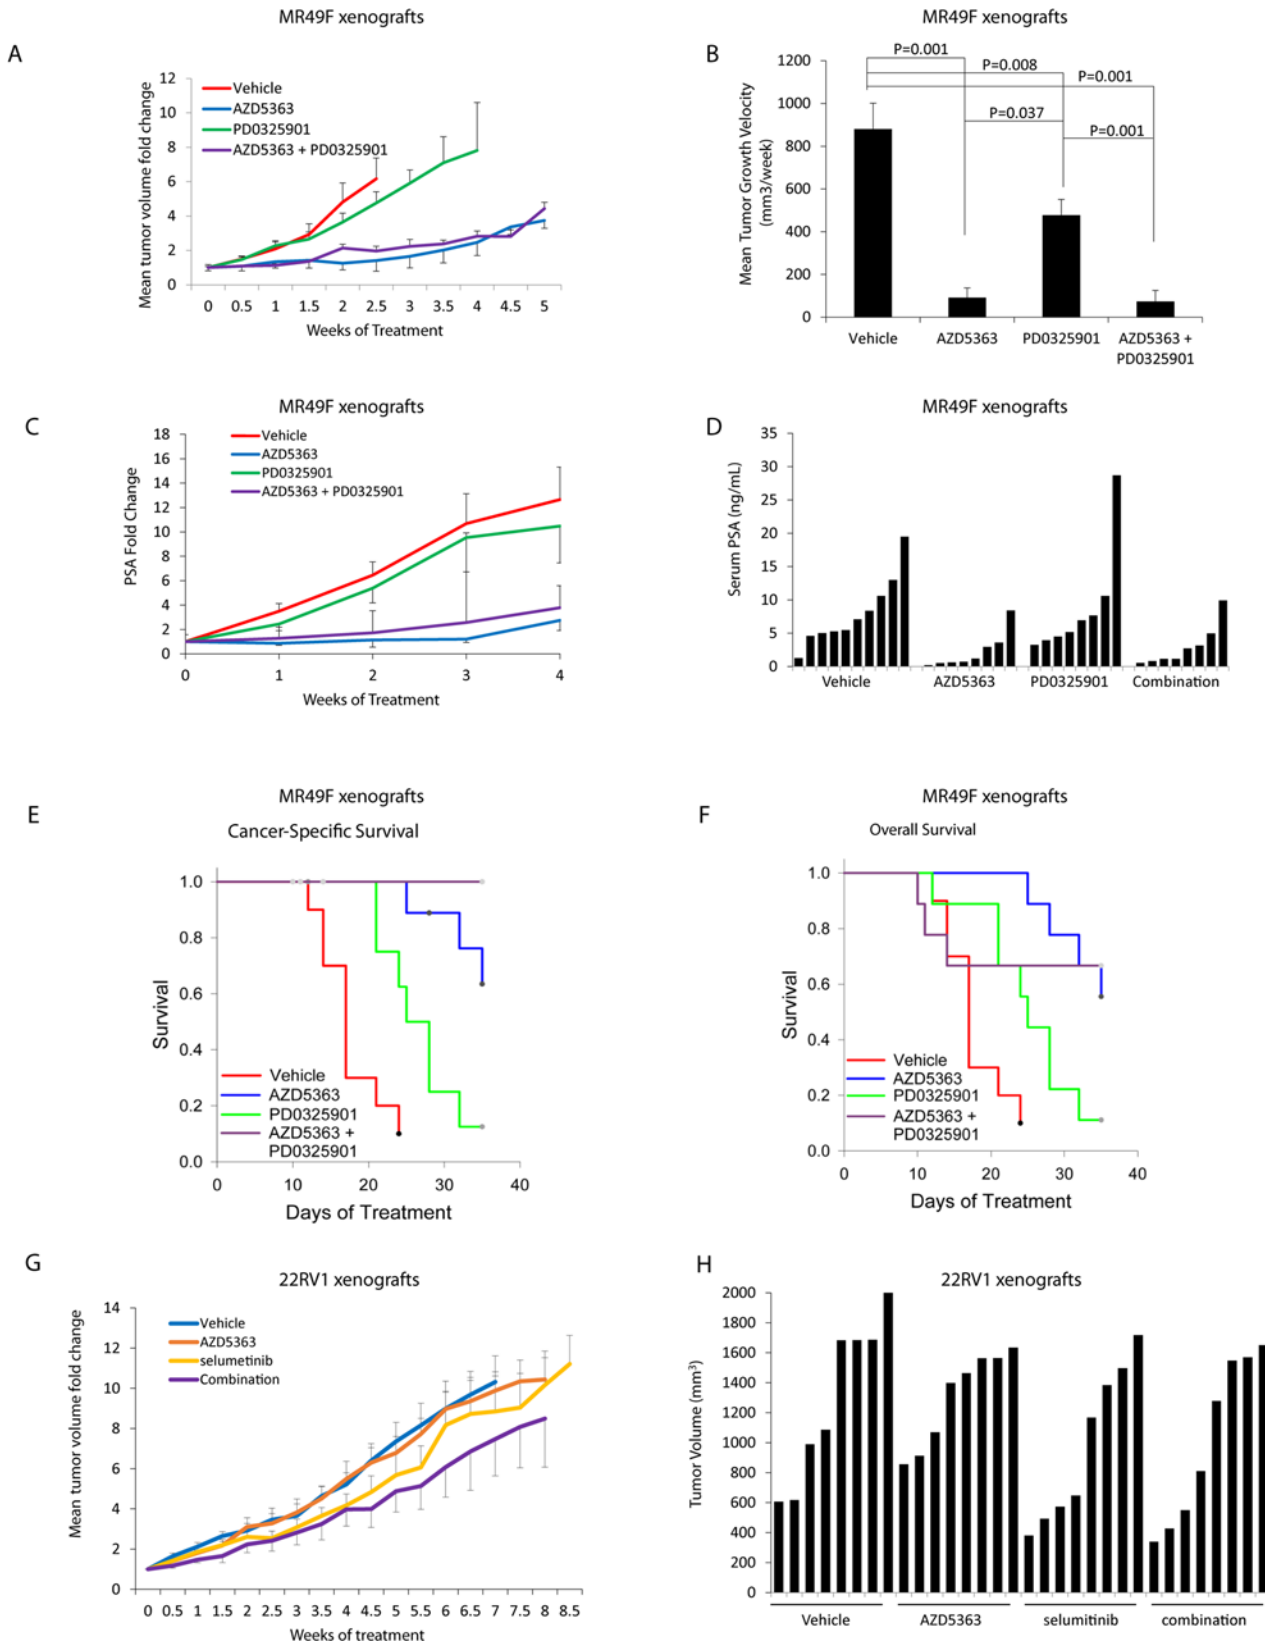 MR49F xenografts
A
Mean tumor volume fold change
12
10
8
6
4
2
0
Vehicle
AZD5363
PD0325901
AZD5363 + PD0325901
0 0.5 1 1.5 2 2.5 3 3.5 4 4.5 5
Weeks of Treatment
MR49F xenografts
B
Mean Tumor Growth Velocity
(mm3/week)
1200
1000
800
600
400
200
0
P=0.001
P=0.008
P=0.001
P=0.037
P=0.001
Vehicle AZD5363 PD0325901 AZD5363 +
PD0325901
MR49F xenografts
C
PSA Fold Change
18
16
14
12
10
8
6
4
2
0
Vehicle
AZD5363
PD0325901
AZD5363 + PD0325901
0 1 2 3 4
Weeks of Treatment
MR49F xenografts
D
Serum PSA (ng/mL)
35
30
25
20
15
10
5
0
Vehicle AZD5363 PD0325901 Combination
MR49F xenografts
E
Cancer-Specific Survival
Survival
1.0
0.8
0.6
0.4
0.2
0.0
Vehicle
AZD5363
PD0325901
AZD5363 +
PD0325901
0 10 20 30 40
Days of Treatment
MR49F xenografts
F
Overall Survival
Survival
1.0
0.8
0.6
0.4
0.2
0.0
Vehicle
AZD5363
PD0325901
AZD5363 +
PD0325901
0 10 20 30 40
Days of Treatment
G
22RV1 xenografts
Mean tumor volume fold change
14
12
10
8
6
4
2
0
Vehicle
AZD5363
selumetinib
Combination
0 0.5 1 1.5 2 2.5 3 3.5 4 4.5 5 5.5 6 6.5 7 7.5 8 8.5
Weeks of treatment
H
22RV1 xenografts
Tumor Volume (mm³)
2000
1800
1600
1400
1200
1000
800
600
400
200
0
Vehicle AZD5363 selumitinib combination